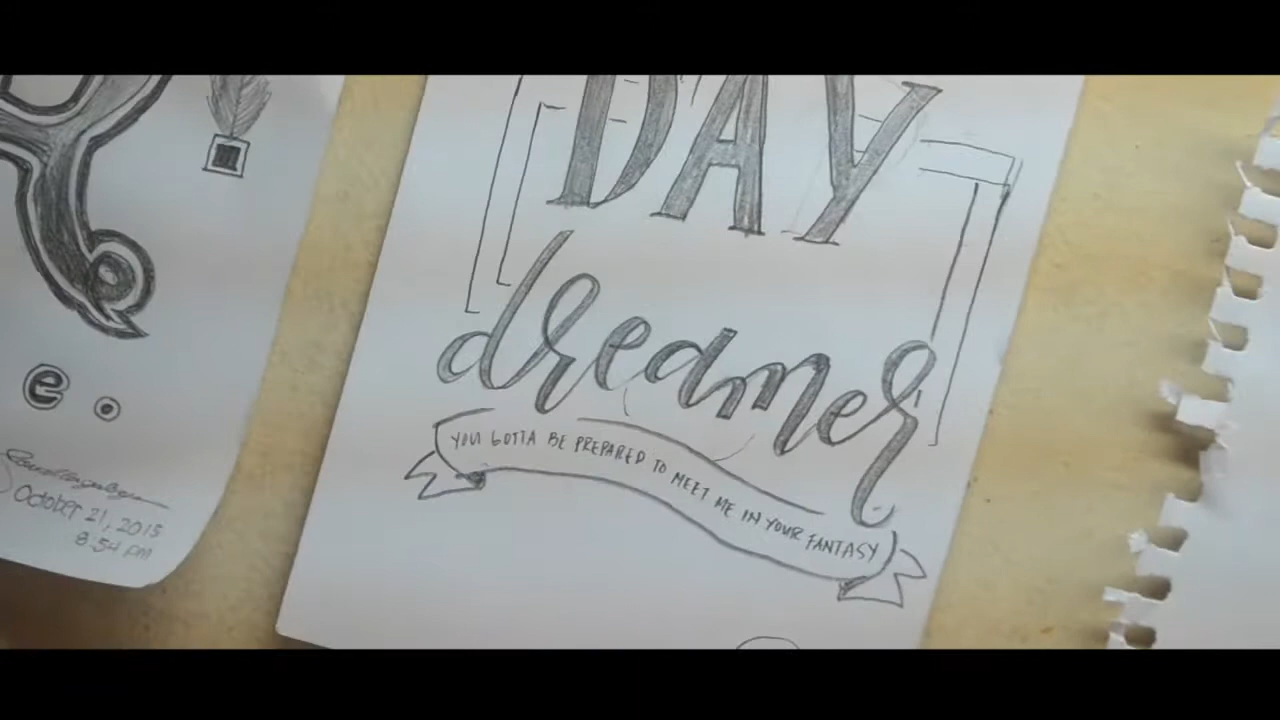 e.
October 21, 2015
8:54 pm
DAY
dreamer
YOU GOTTA BE PREPARED TO MEET ME IN YOUR FANTASY